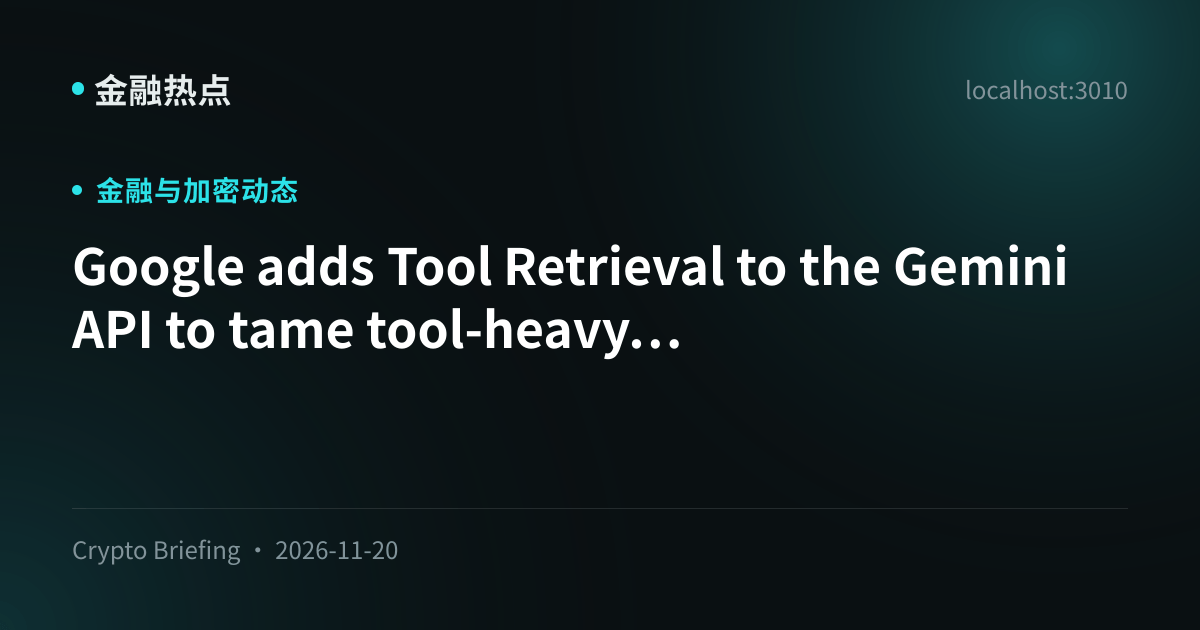 金融热点
localhost:3010
金融与加密动态
Google adds Tool Retrieval to the Gemini
API to tame tool-heavy…
Crypto Briefing · 2026-11-20